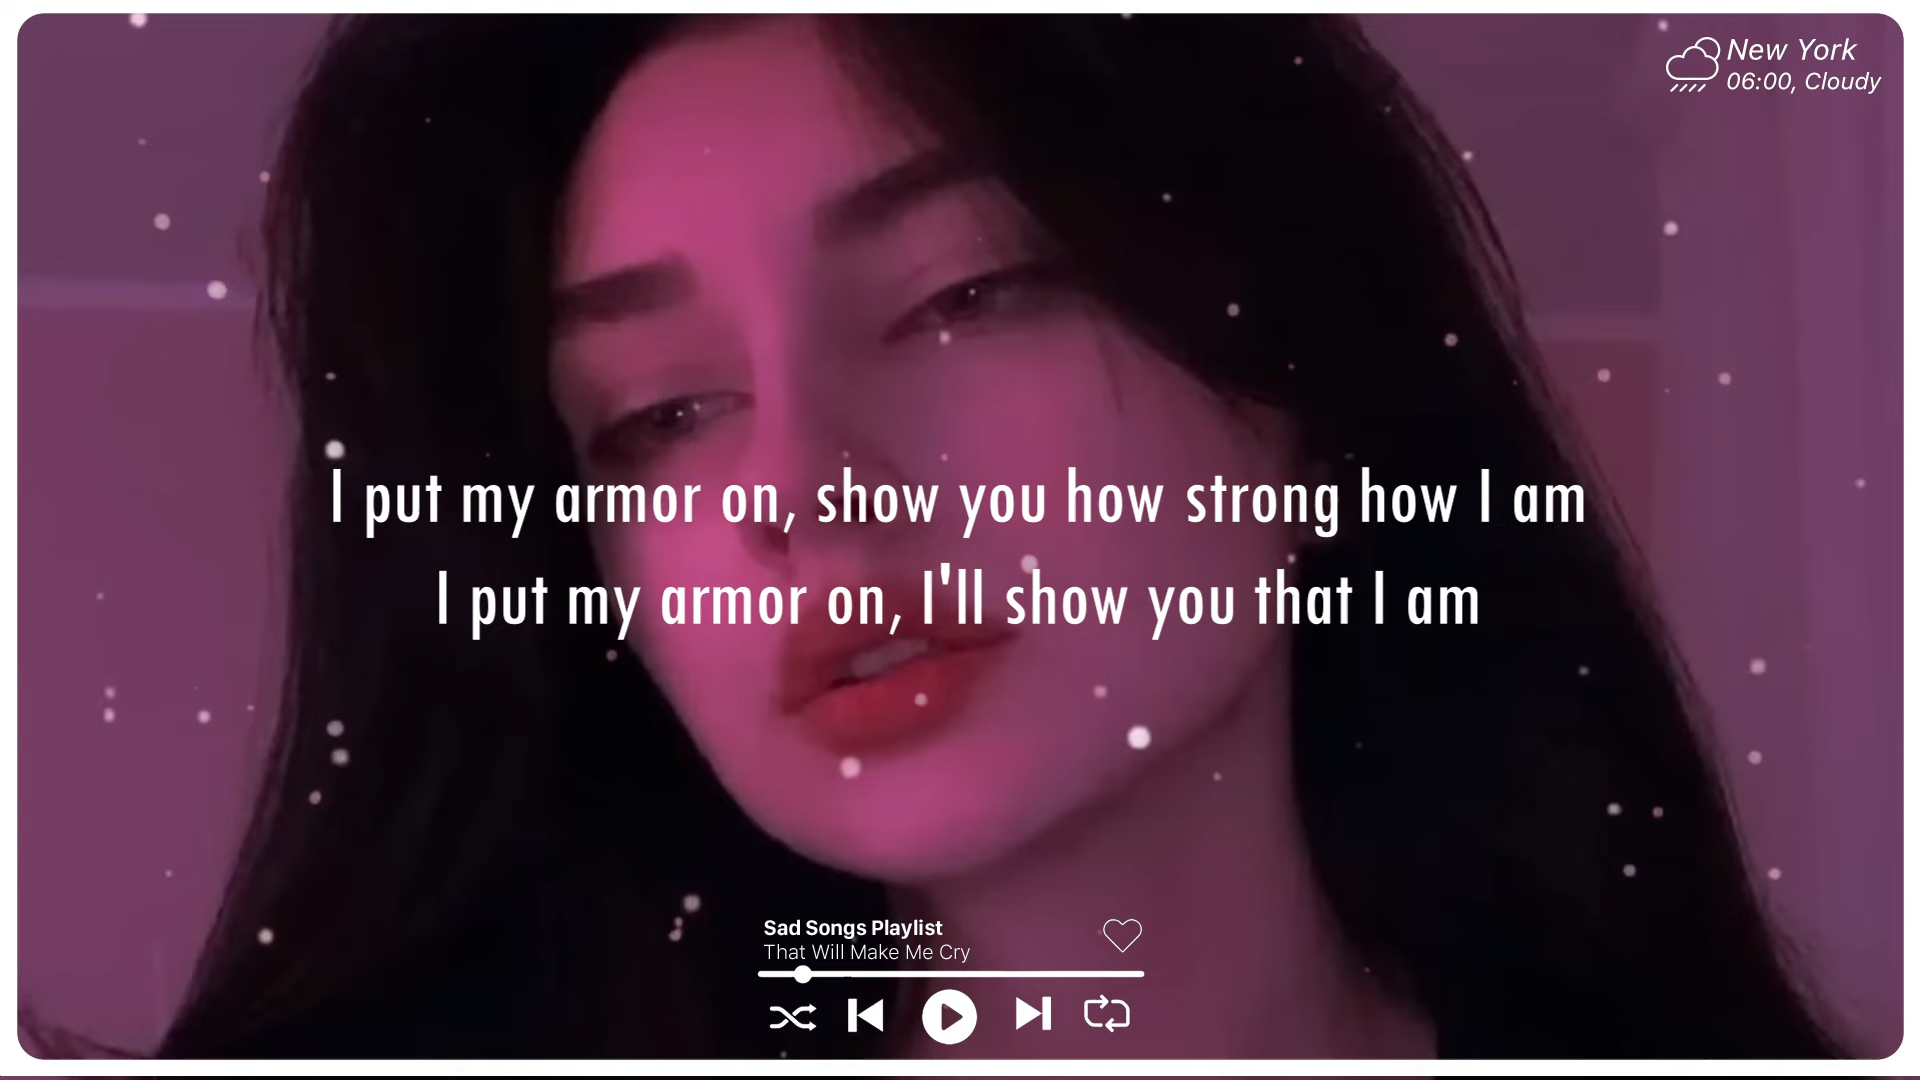 New York
06:00, Cloudy
I put my armor on, show you how strong how I am
I put my armor on, I'll show you that I am
Sad Songs Playlist
That Will Make Me Cry